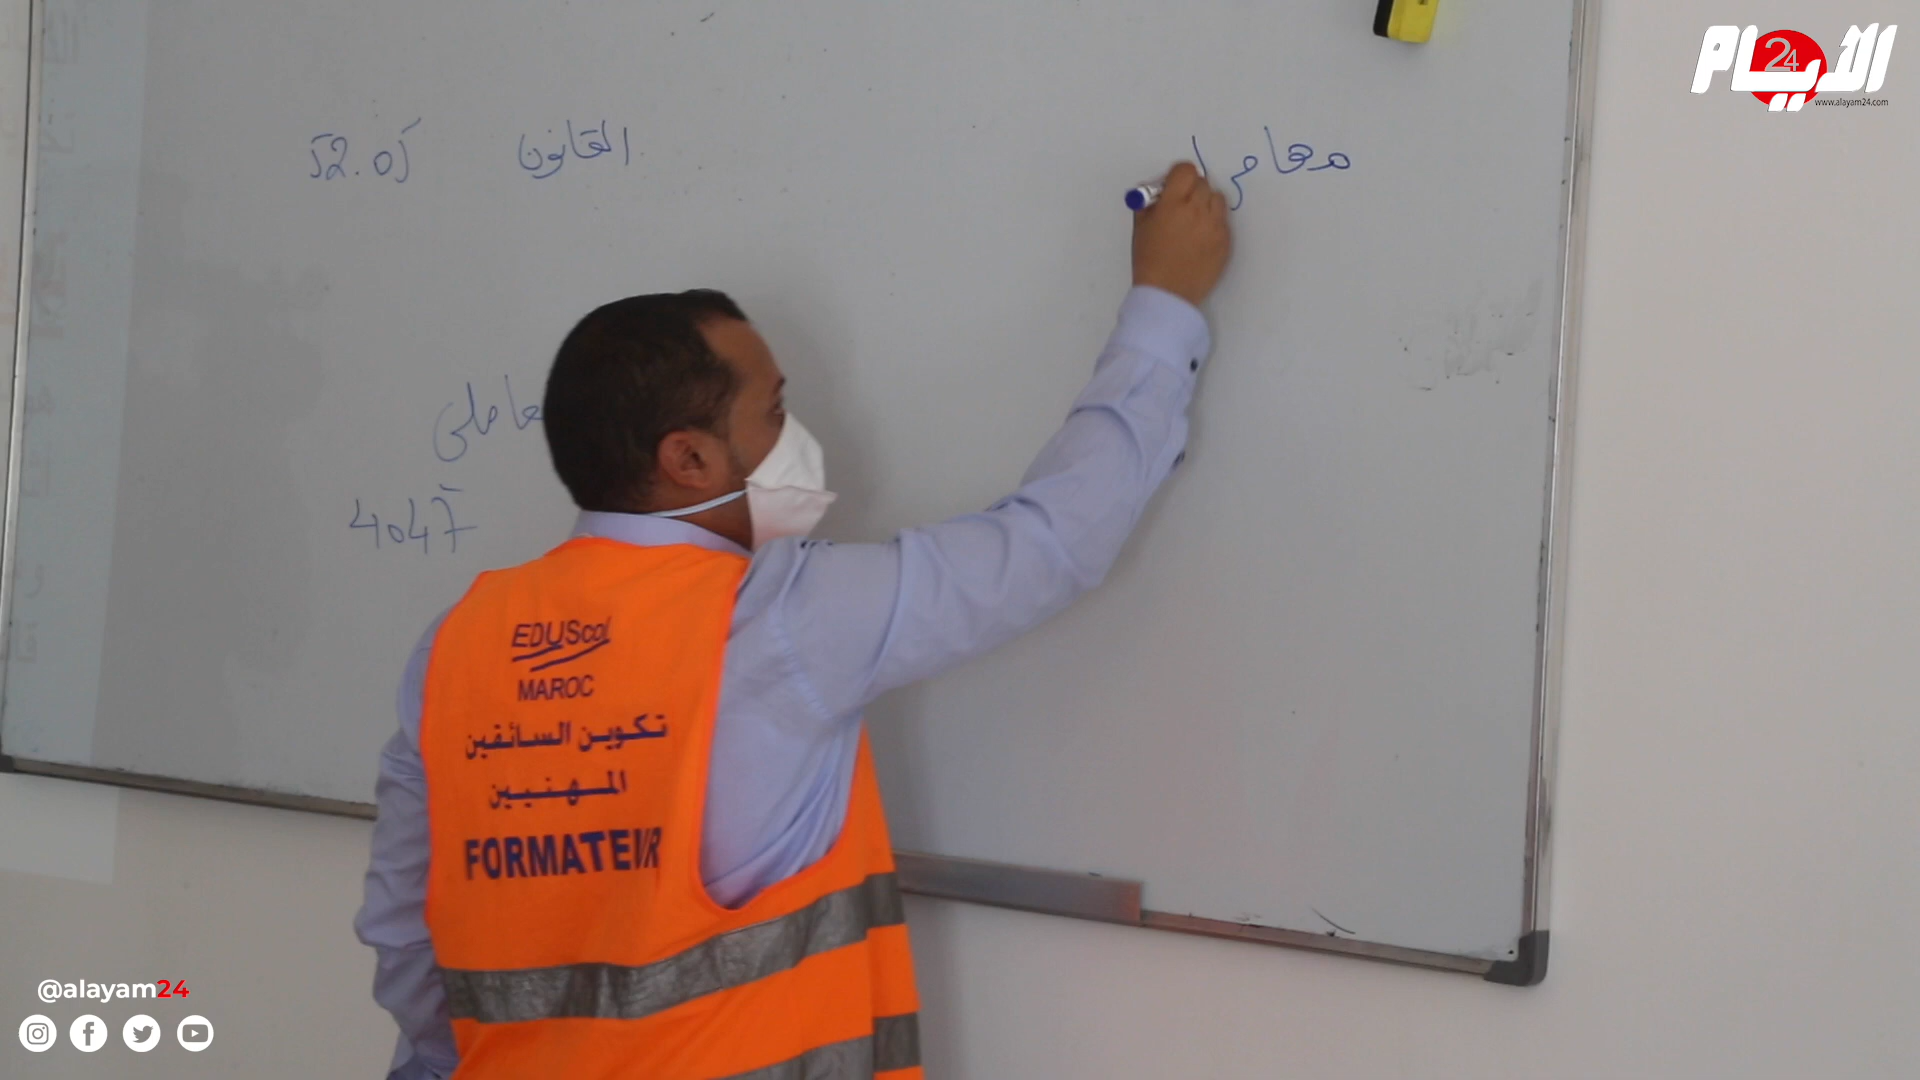 الأيام 24
www.alayam24.com
مهام
القانون 52.05
4047
EDUScol
MAROC
تكوين السائقين
المهنيين
FORMATEUR
@alayam24